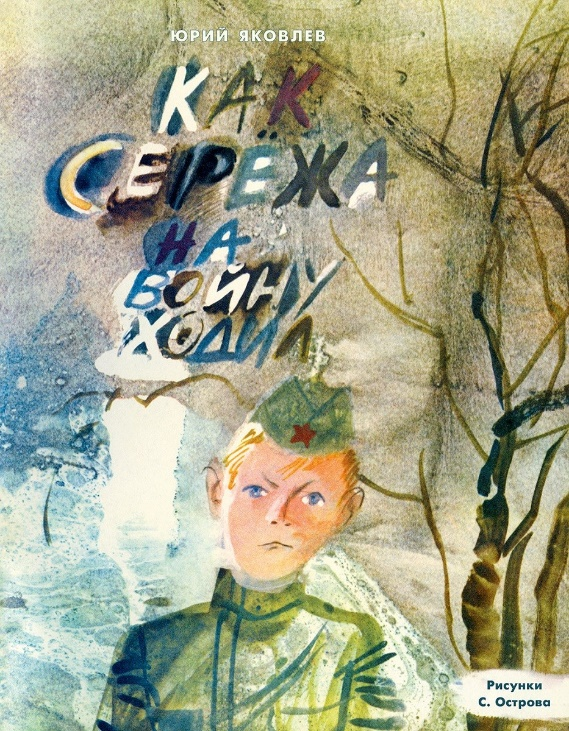 ЮРИЙ ЯКОВЛЕВ
КАК
СЕРЁЖА
НА
ВОЙНУ
ХОДИЛ
Рисунки
С. Острова